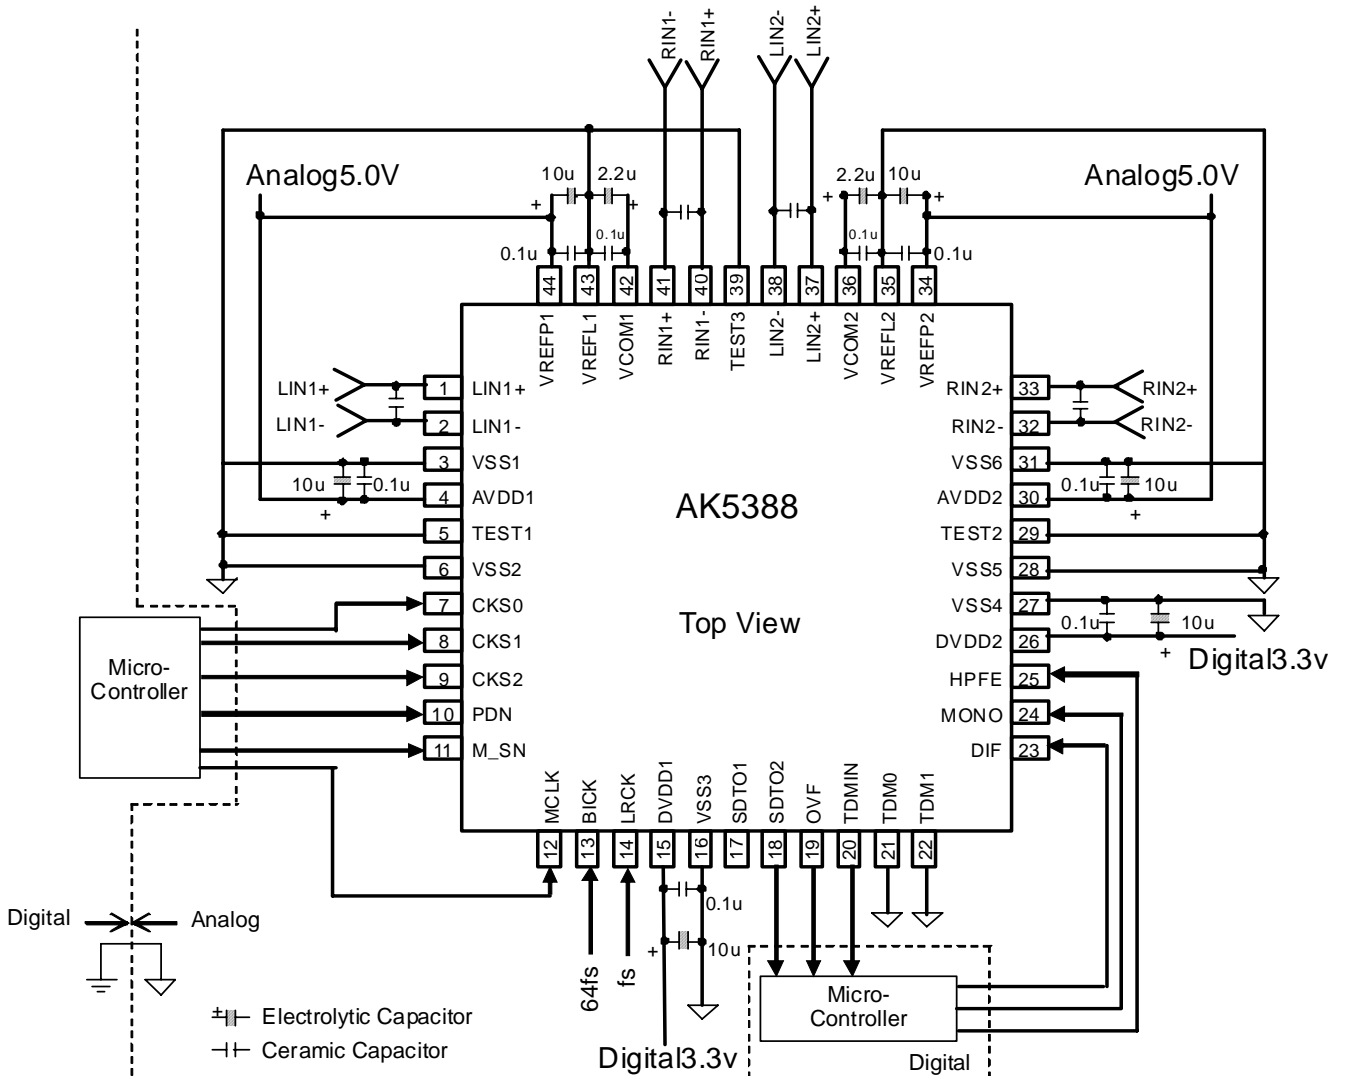 RIN1-
RIN1+
LIN2-
LIN2+
Analog5.0V
10u
2.2u
2.2u
10u
Analog5.0V
+
+
+
+
0.1u
0.1u
0.1u
0.1u
44
43
42
41
40
39
38
37
36
35
34
VREFP1
VREFL1
VCOM1
RIN1+
RIN1-
TEST3
LIN2-
LIN2+
VCOM2
VREFL2
VREFP2
LIN1+
1
LIN1+
RIN2+
33
RIN2+
LIN1-
2
LIN1-
RIN2-
32
RIN2-
3
VSS1
VSS6
31
10u
0.1u
0.1u
10u
+
4
AVDD1
AK5388
AVDD2
30
+
5
TEST1
TEST2
29
6
VSS2
VSS5
28
7
CKS0
Top View
VSS4
27
0.1u
10u
8
CKS1
DVDD2
26
+
Digital3.3v
Micro-
Controller
9
CKS2
HPFE
25
10
PDN
MONO
24
11
M_SN
DIF
23
MCLK
BICK
LRCK
DVDD1
VSS3
SDTO1
SDTO2
OVF
TDMIN
TDM0
TDM1
12
13
14
15
16
17
18
19
20
21
22
0.1u
Digital
Analog
+
10u
64fs
fs
Micro-
Controller
+
Electrolytic Capacitor
Ceramic Capacitor
Digital3.3v
Digital